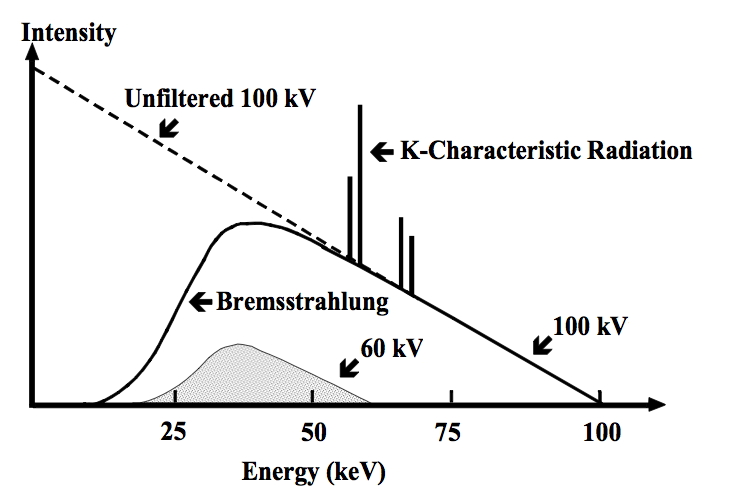 Intensity
Unfiltered 100 kV
K-Characteristic Radiation
Bremsstrahlung
100 kV
60 kV
25 50 75 100
Energy (keV)